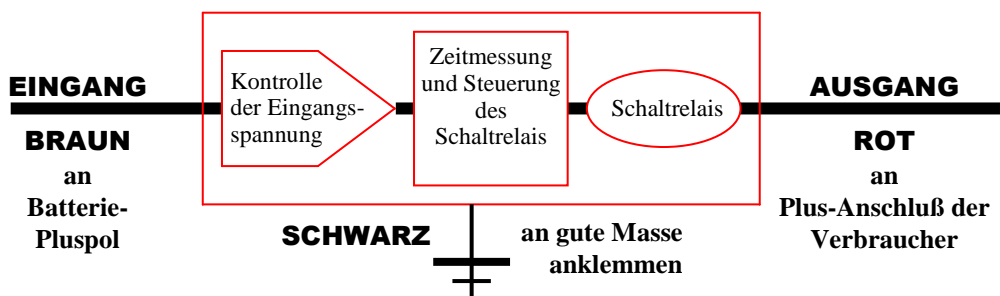 EINGANG
BRAUN
an
Batterie-
Pluspol
Kontrolle
der Eingangs-
spannung
Zeitmessung
und Steuerung
des
Schaltrelais
Schaltrelais
AUSGANG
ROT
an
Plus-Anschluß der
Verbraucher
SCHWARZ
an gute Masse
anklemmen